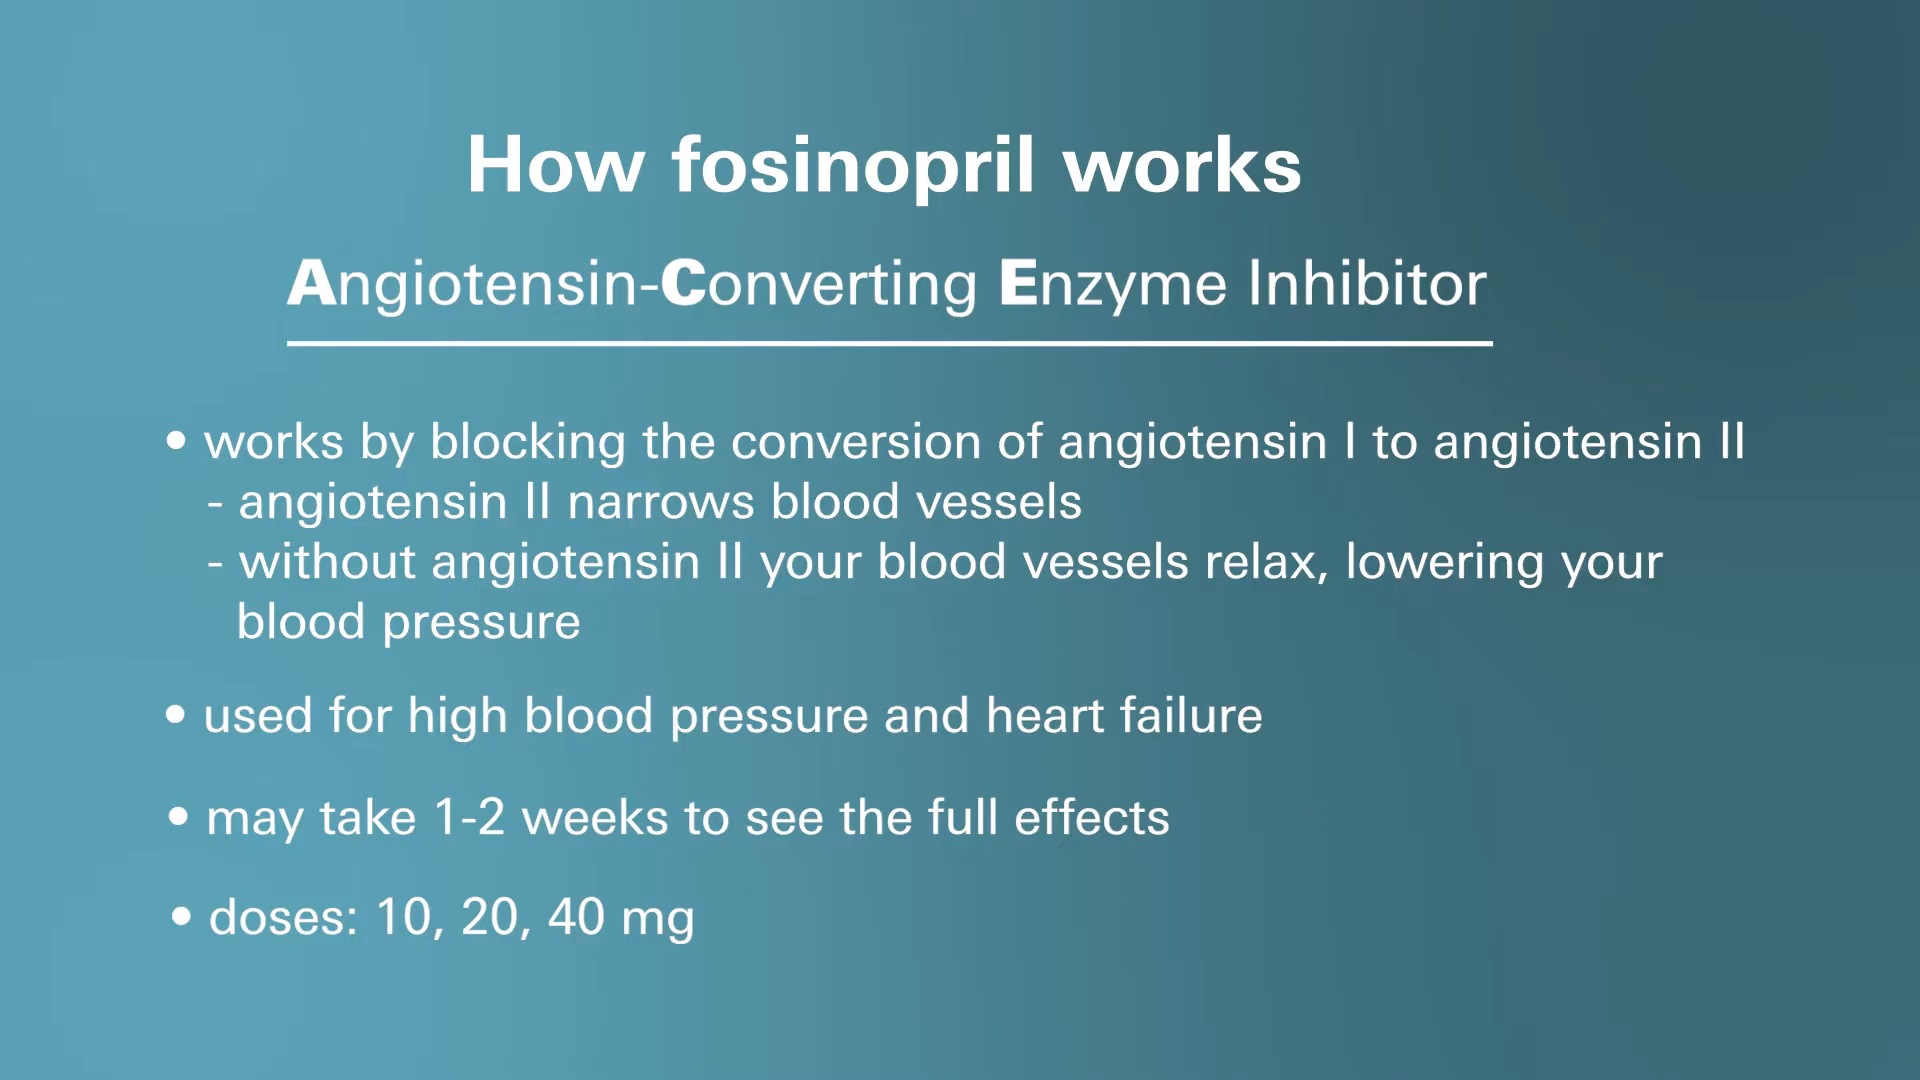 How fosinopril works
Angiotensin-Converting Enzyme Inhibitor
• works by blocking the conversion of angiotensin I to angiotensin II
- angiotensin II narrows blood vessels
- without angiotensin II your blood vessels relax, lowering your
blood pressure
• used for high blood pressure and heart failure
• may take 1-2 weeks to see the full effects
• doses: 10, 20, 40 mg